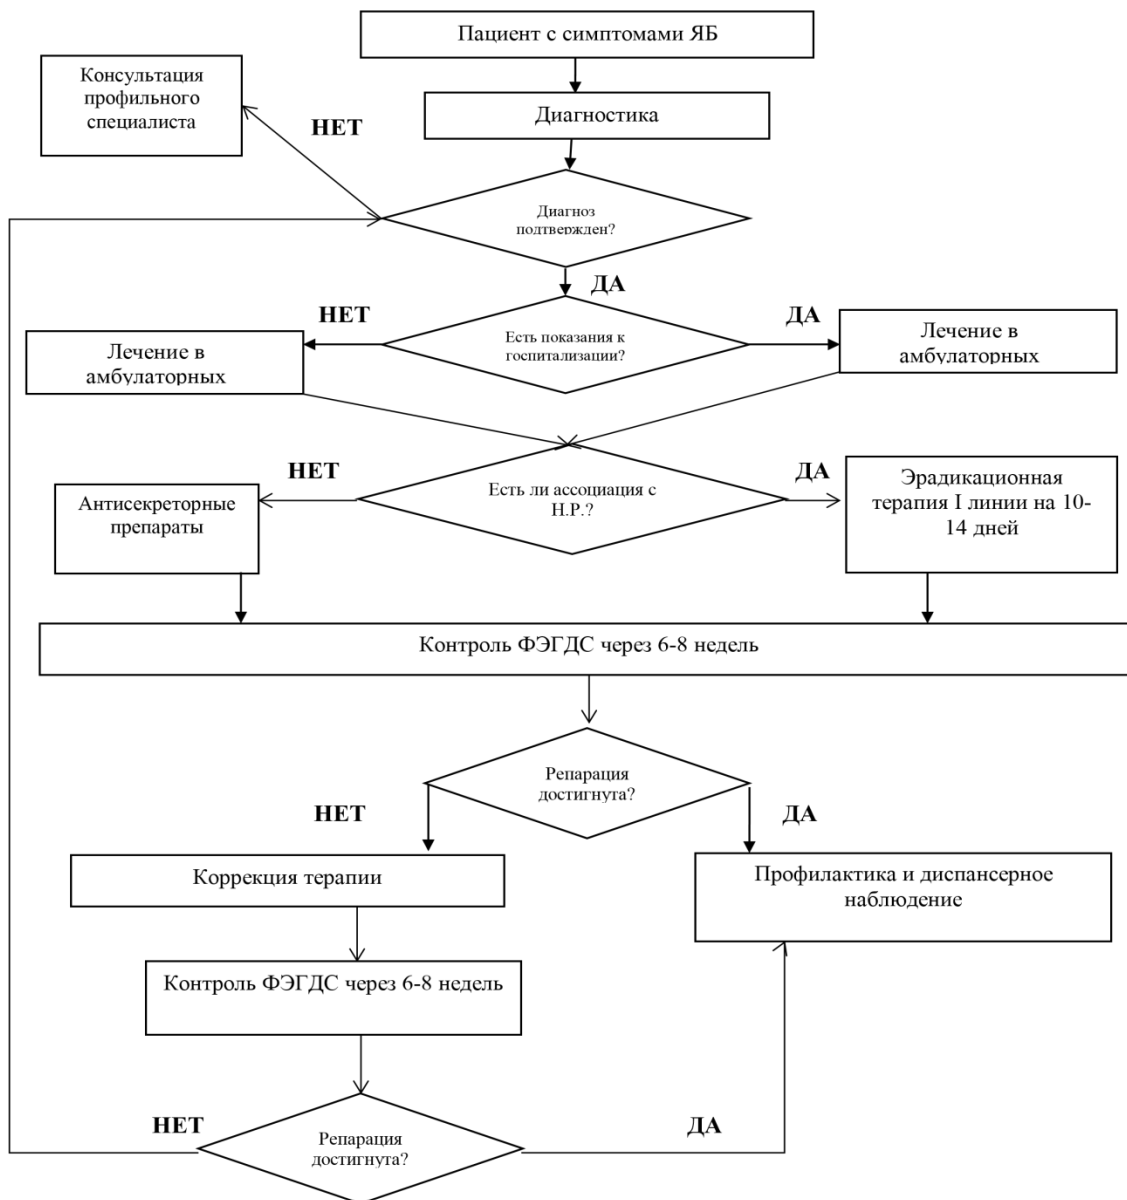 Пациент с симптомами ЯБ
Консультация
профильного
специалиста
НЕТ
Диагностика
Диагноз
подтвержден?
ДА
НЕТ
Есть показания к
госпитализации?
ДА
Лечение в
амбулаторных
Лечение в
амбулаторных
НЕТ
Есть ли ассоциация с
Н.Р.?
ДА
Антисекреторные
препараты
Эрадикационная
терапия I линии на 10-
14 дней
Контроль ФЭГДС через 6-8 недель
Репарация
достигнута?
НЕТ
ДА
Коррекция терапии
Профилактика и диспансерное
наблюдение
Контроль ФЭГДС через 6-8 недель
НЕТ
Репарация
достигнута?
ДА